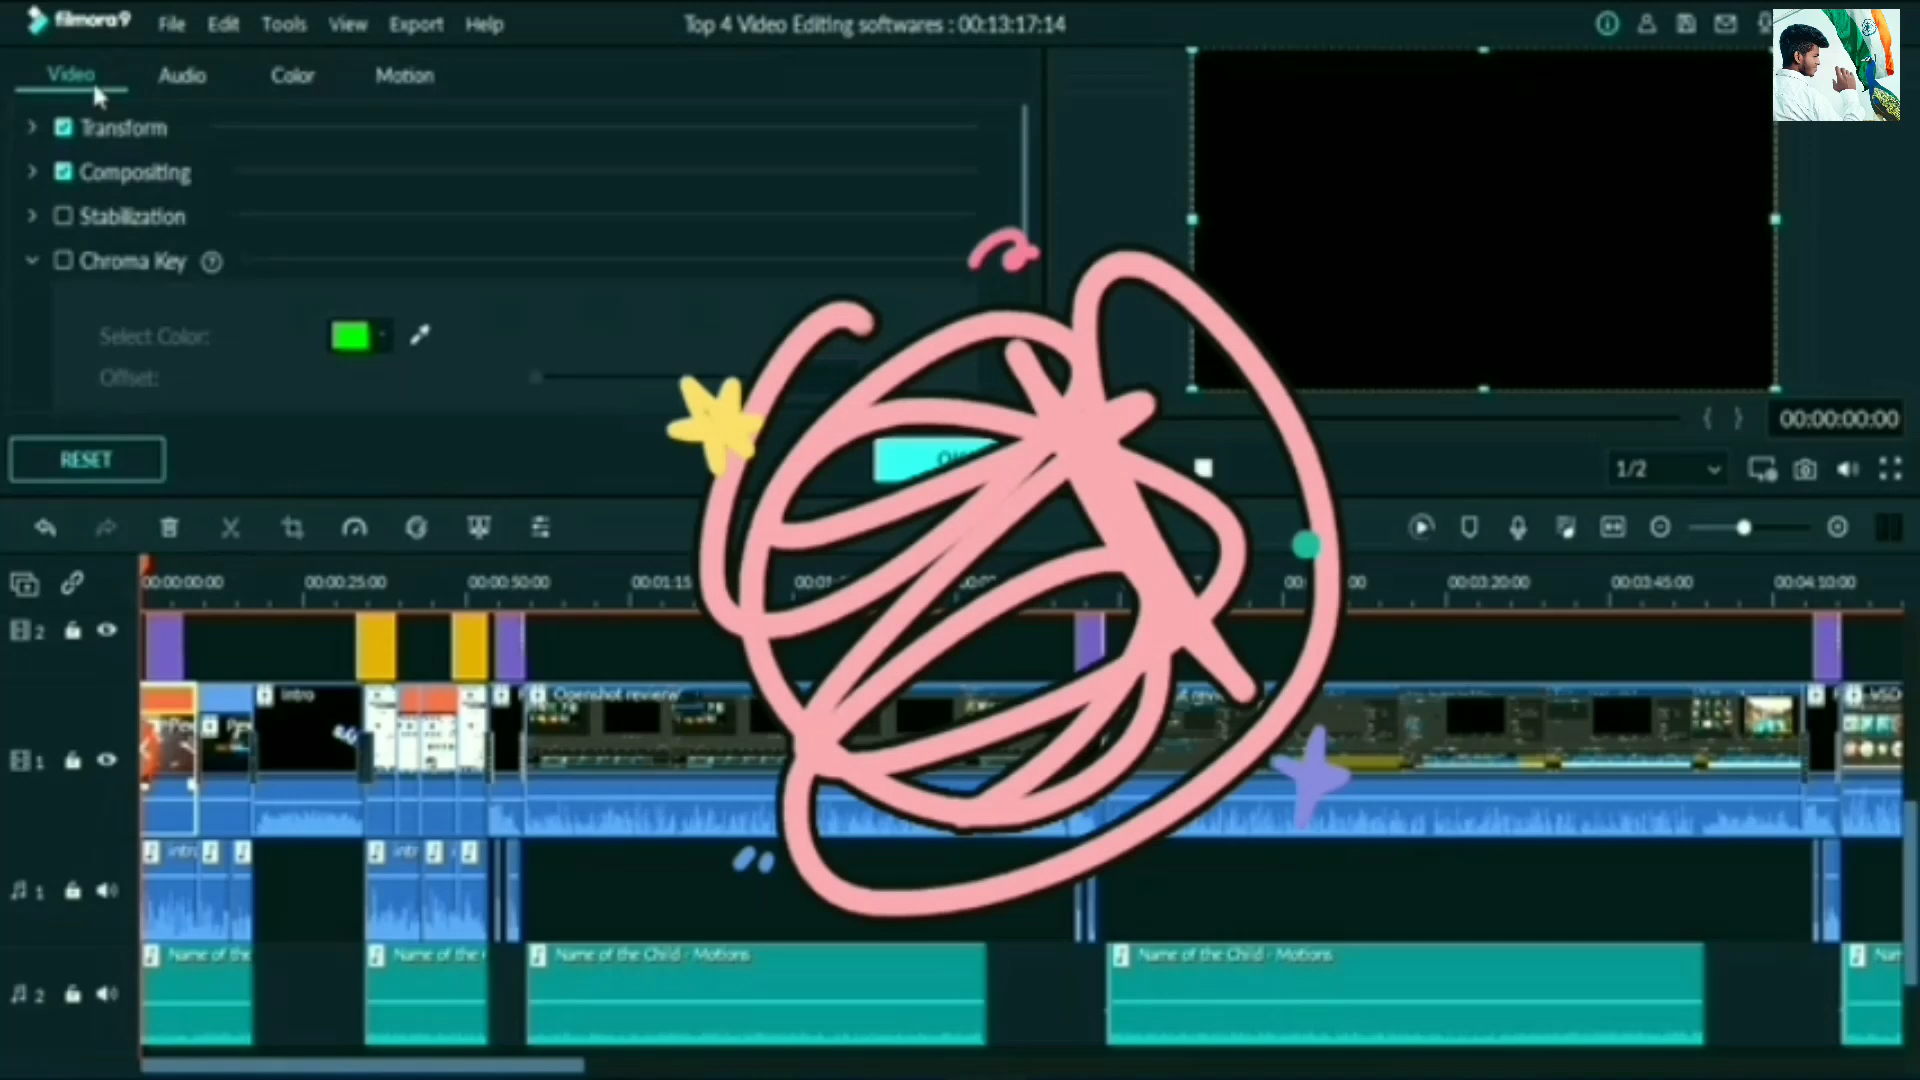 filmora9 File Edit Tools View Export Help Top 4 Video Editing softwares : 00:13:17:14
Video Audio Color Motion
Transform
Compositing
Stabilization
Chroma Key ?
Select Color:
Offset:
{ } 00:00:00:00
RESET 1/2
00:00:00:00 00:00:25:00 00:00:50:00 00:01:15 00:03:20:00 00:03:45:00 00:04:10:00
2
Intro Openshot review
1
intro
1
Name of the Name of the Name of the Child - Motions Name of the Child - Motions
2